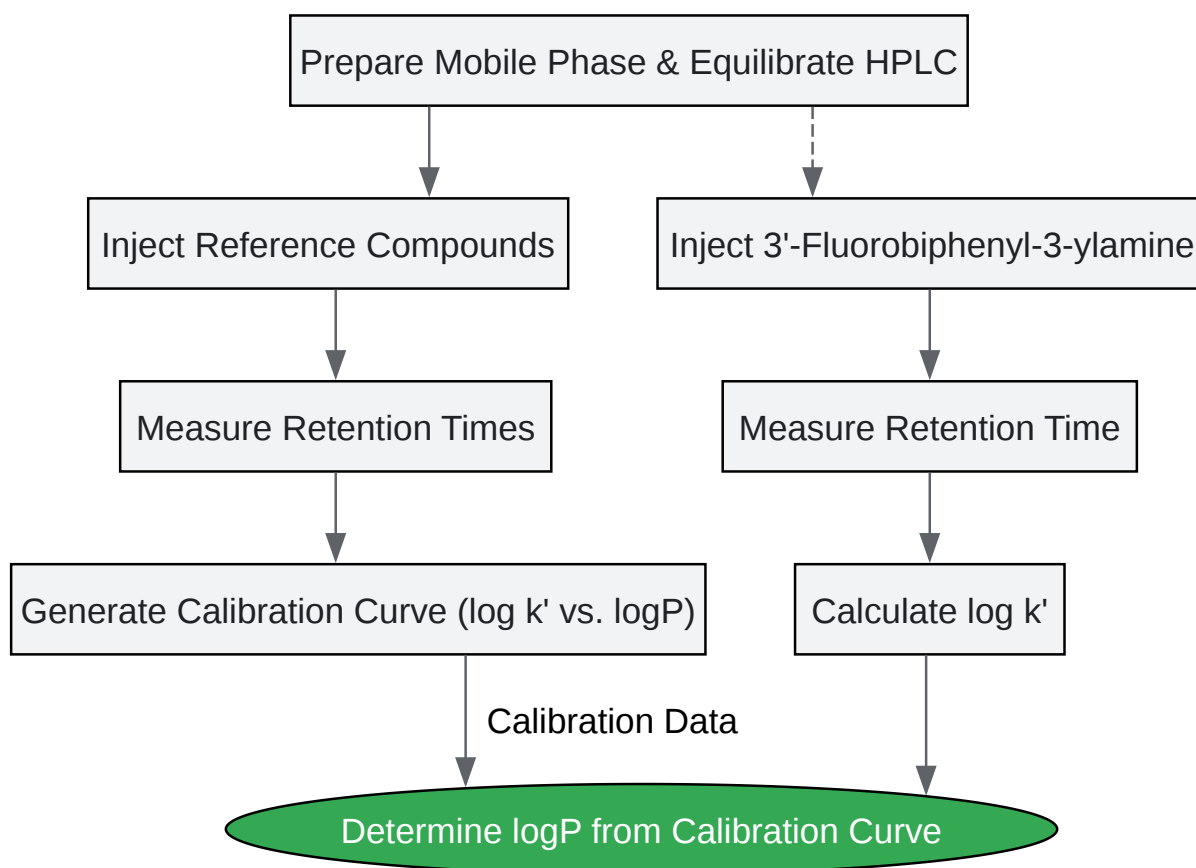 Prepare Mobile Phase & Equilibrate HPLC
Inject Reference Compounds
Inject 3'-Fluorobiphenyl-3-ylamine
Measure Retention Times
Measure Retention Time
Generate Calibration Curve (log k' vs. logP)
Calculate log k'
Calibration Data
Determine logP from Calibration Curve